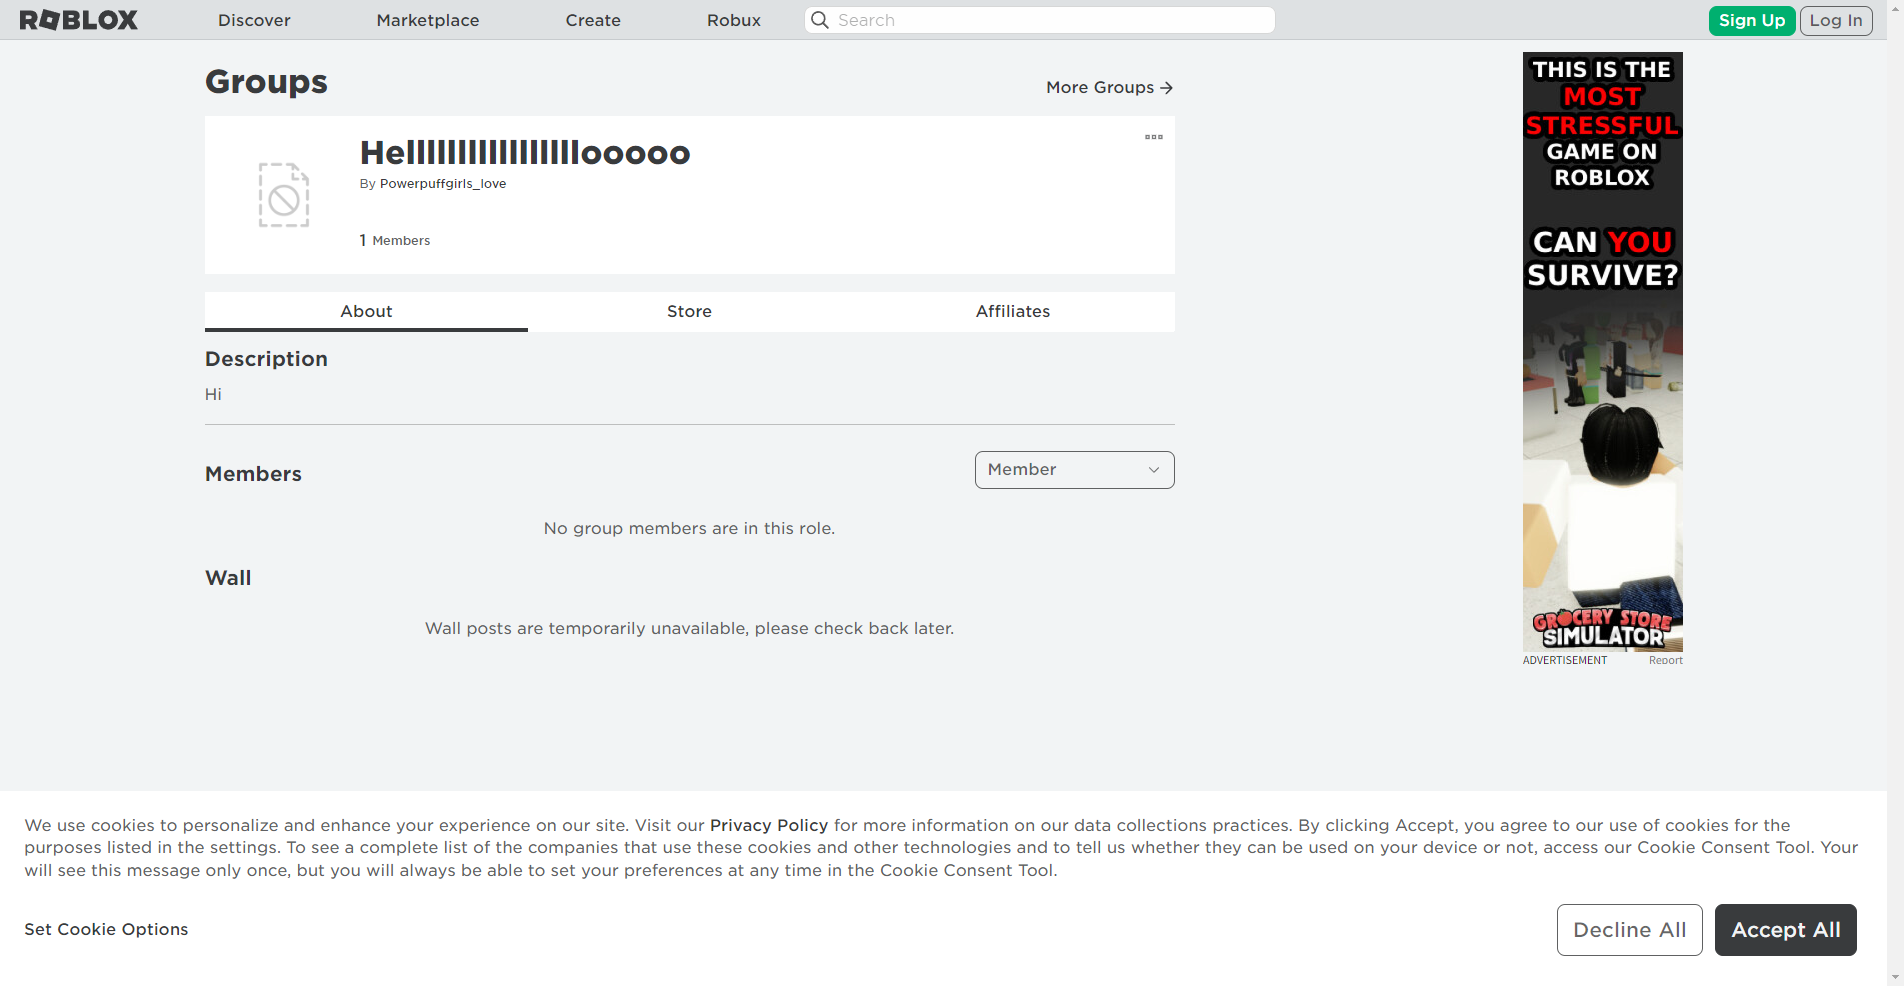 ROBLOX
Discover
Marketplace
Create
Robux
Search
Sign Up
Log In
Groups
More Groups
Hellllllllllllllllllooooo
By Powerpuffgirls_love
1 Members
About
Store
Affiliates
Description
Hi
Members
Member
No group members are in this role.
Wall
Wall posts are temporarily unavailable, please check back later.
THIS IS THE
MOST
STRESSFUL
GAME ON
ROBLOX
CAN YOU
SURVIVE?
GROCERY STORE
SIMULATOR
ADVERTISEMENT
Report
We use cookies to personalize and enhance your experience on our site. Visit our Privacy Policy for more information on our data collections practices. By clicking Accept, you agree to our use of cookies for the
purposes listed in the settings. To see a complete list of the companies that use these cookies and other technologies and to tell us whether they can be used on your device or not, access our Cookie Consent Tool. Your
will see this message only once, but you will always be able to set your preferences at any time in the Cookie Consent Tool.
Set Cookie Options
Decline All
Accept All